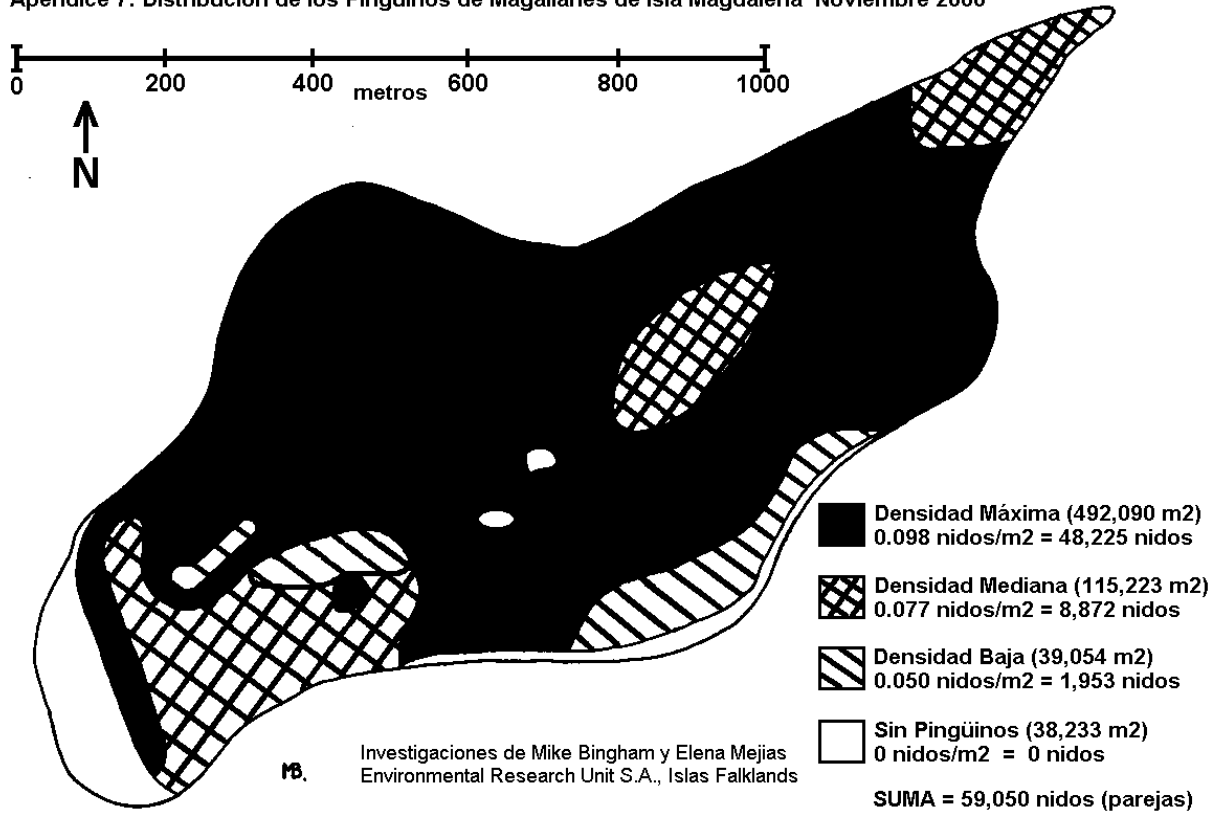 Apéndice 7: Distribución de los Pingüinos de Magallanes de Isla Magdalena Noviembre 2000
0 200 400 metros 600 800 1000
N
Densidad Máxima (492,090 m2)
0.098 nidos/m2 = 48,225 nidos
Densidad Mediana (115,223 m2)
0.077 nidos/m2 = 8,872 nidos
Densidad Baja (39,054 m2)
0.050 nidos/m2 = 1,953 nidos
Sin Pingüinos (38,233 m2)
0 nidos/m2 = 0 nidos
SUMA = 59,050 nidos (parejas)
MB.
Investigaciones de Mike Bingham y Elena Mejias
Environmental Research Unit S.A., Islas Falklands